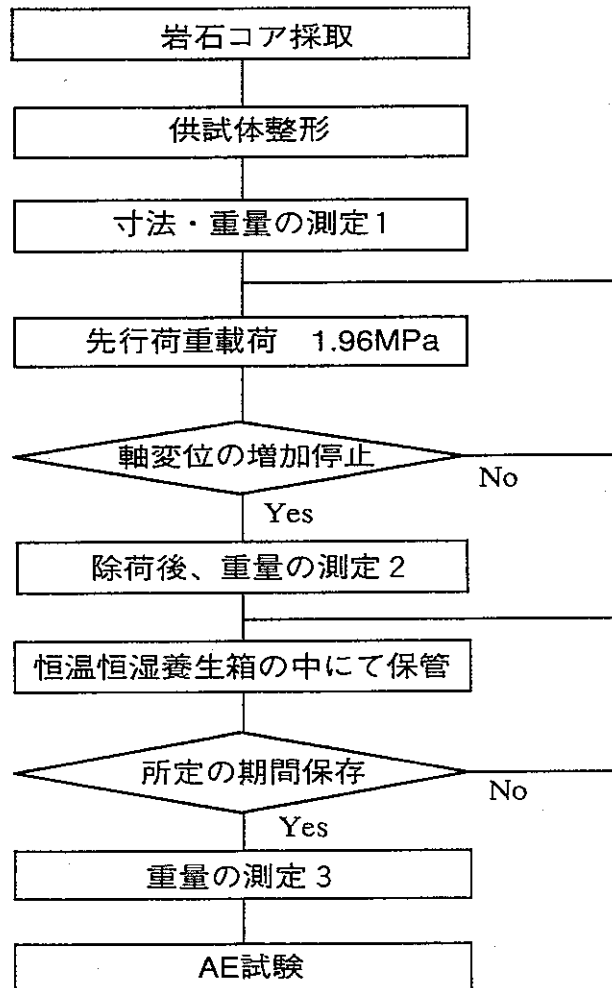 岩石コア採取
供試体整形
寸法・重量の測定1
先行荷重載荷 1.96MPa
軸変位の増加停止
No
Yes
除荷後、重量の測定2
恒温恒湿養生箱の中にて保管
所定の期間保存
No
Yes
重量の測定3
AE試験